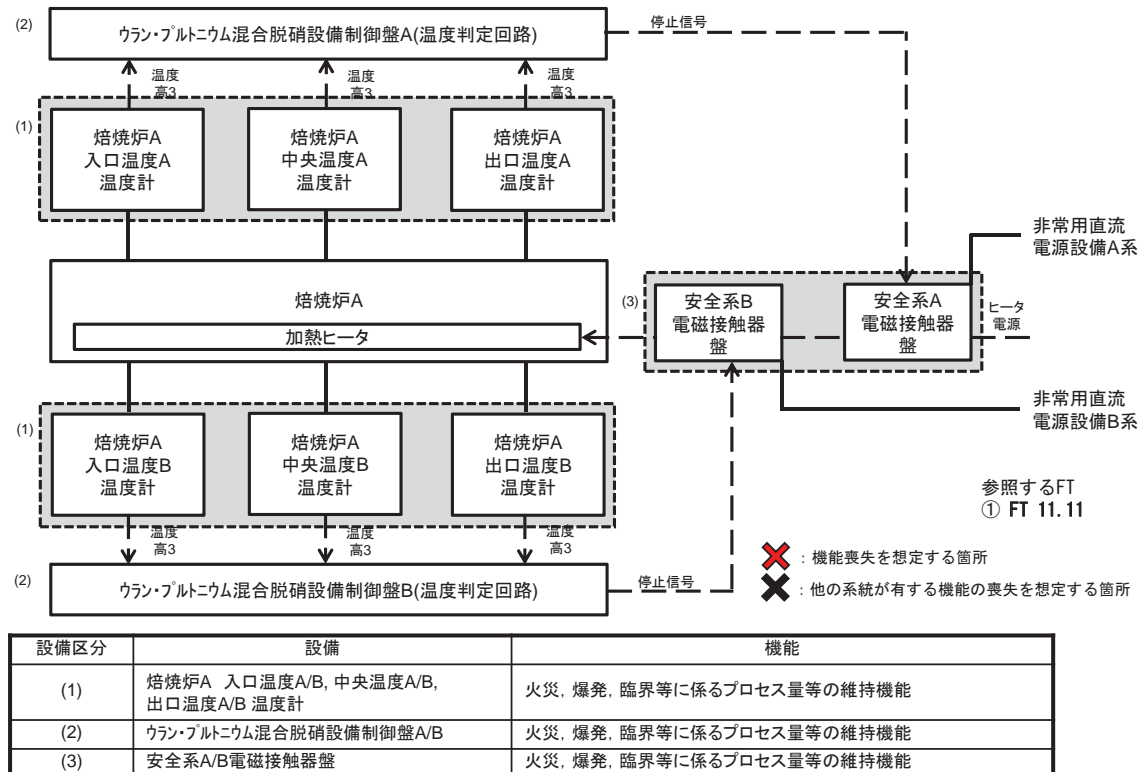 (2)
ウラン・プルトニウム混合脱硝設備制御盤A(温度判定回路)
停止信号
温度
高3
温度
高3
温度
高3
(1)
焙焼炉A
入口温度A
温度計
焙焼炉A
中央温度A
温度計
焙焼炉A
出口温度A
温度計
非常用直流
電源設備A系
焙焼炉A
加熱ヒータ
(3)
安全系B
電磁接触器
盤
安全系A
電磁接触器
盤
ヒータ
電源
非常用直流
電源設備B系
(1)
焙焼炉A
入口温度B
温度計
焙焼炉A
中央温度B
温度計
焙焼炉A
出口温度B
温度計
温度
高3
温度
高3
温度
高3
(2)
ウラン・プルトニウム混合脱硝設備制御盤B(温度判定回路)
停止信号
参照するFT
① FT 11.11
：機能喪失を想定する箇所
：他の系統が有する機能の喪失を想定する箇所
設備区分 設備 機能
(1) 焙焼炉A 入口温度A/B, 中央温度A/B,
出口温度A/B 温度計
火災, 爆発, 臨界等に係るプロセス量等の維持機能
(2) ウラン・プルトニウム混合脱硝設備制御盤A/B 火災, 爆発, 臨界等に係るプロセス量等の維持機能
(3) 安全系A/B電磁接触器盤 火災, 爆発, 臨界等に係るプロセス量等の維持機能